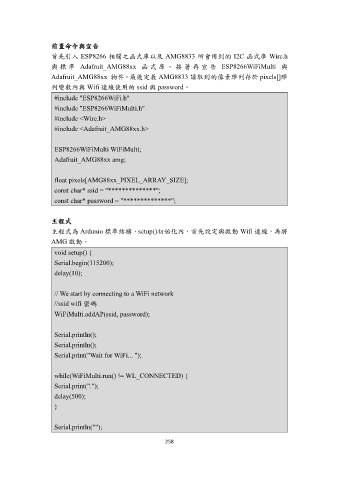 前置命令與宣告
首先引入 ESP8266 相關之函式庫以及 AMG8833 所會用到的 I2C 函式庫 Wire.h
與標準 Adafruit_AMG88xx 函式庫。接著再宣告 ESP8266WiFiMulti 與
Adafruit_AMG88xx 物件，最後定義 AMG8833 讀取到的像素陣列存於 pixels[]陣
列變數內與 Wifi 連線使用的 ssid 與 password。
#include "ESP8266WiFi.h"
#include "ESP8266WiFiMulti.h"
#include <Wire.h>
#include <Adafruit_AMG88xx.h>
ESP8266WiFiMulti WiFiMulti;
Adafruit_AMG88xx amg;
float pixels[AMG88xx_PIXEL_ARRAY_SIZE];
const char* ssid = "**************";
const char* password = "**************";
主程式
主程式為 Arduino 標準結構，setup()初始化內，首先設定與啟動 Wifi 連線，再將
AMG 啟動。
void setup() {
Serial.begin(115200);
delay(10);
// We start by connecting to a WiFi network
//ssid wifi 密碼
WiFiMulti.addAP(ssid, password);
Serial.println();
Serial.println();
Serial.print("Wait for WiFi... ");
while(WiFiMulti.run() != WL_CONNECTED) {
Serial.print(".");
delay(500);
}
Serial.println("");
258